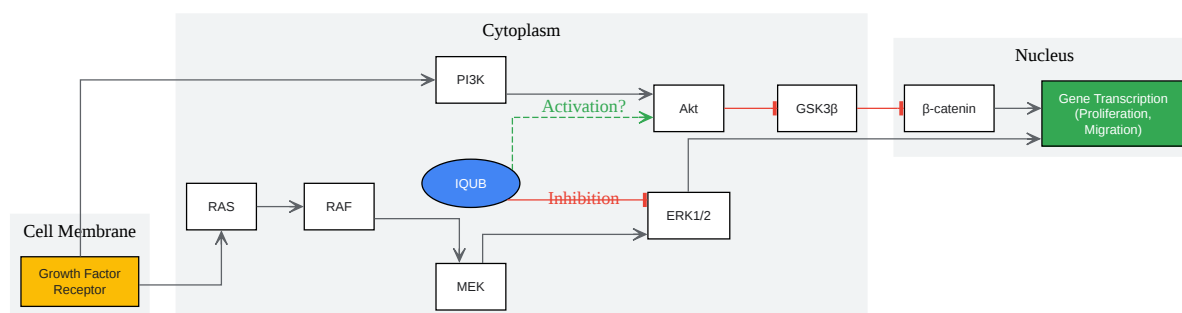 Cytoplasm
Nucleus
PI3K
Activation?
Akt
GSK3β
β-catenin
Gene Transcription
(Proliferation,
Migration)
IQUB
Inhibition
RAS
RAF
ERK1/2
Cell Membrane
Growth Factor
Receptor
MEK